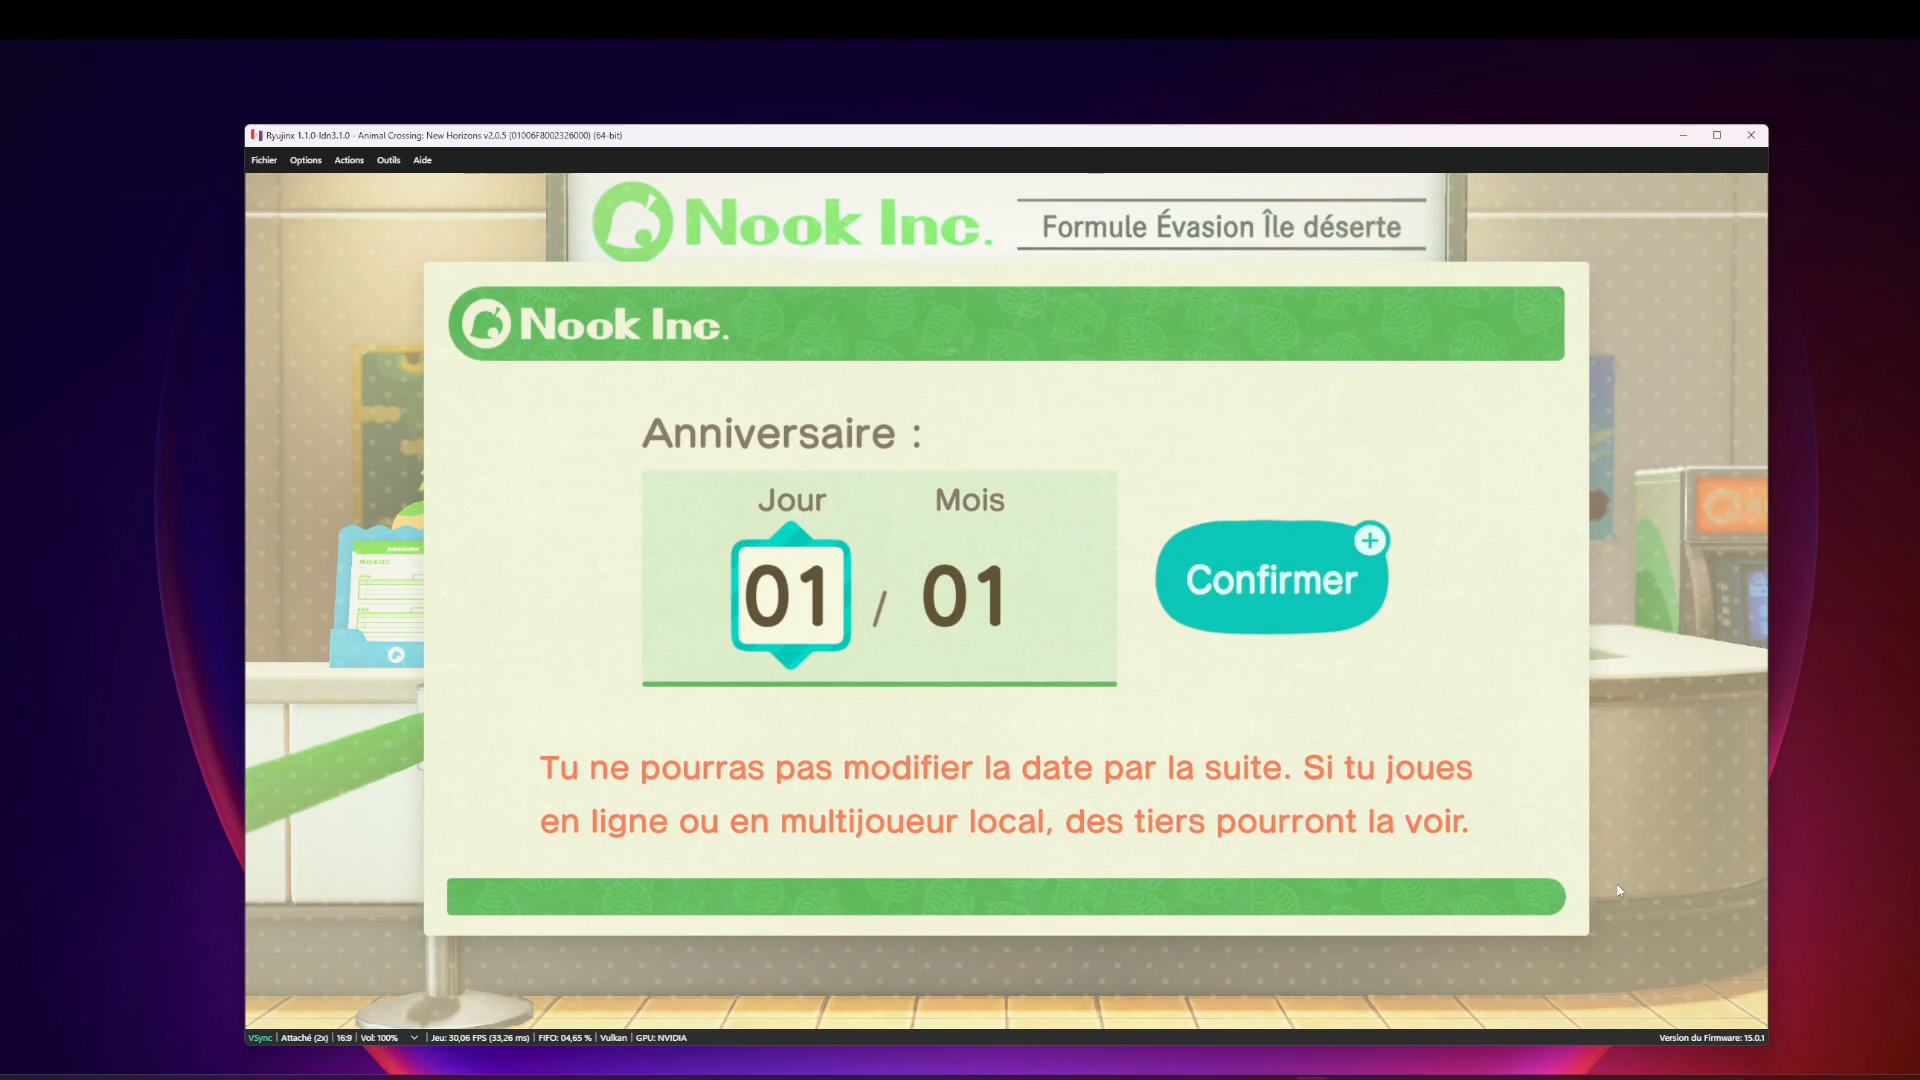 Ryujinx 1.1.0-ldn3.1.0 - Animal Crossing: New Horizons v2.0.5 (01006F8002326000) (64-bit)
Fichier Options Actions Outils Aide
Nook Inc. Formule Évasion Île déserte
Nook Inc.
Anniversaire :
Jour Mois
01 / 01
Confirmer
Tu ne pourras pas modifier la date par la suite. Si tu joues
en ligne ou en multijoueur local, des tiers pourront la voir.
VSync | Attaché (2x) | 16:9 | Vol: 100% | Jeu: 30,06 FPS (33,26 ms) | FIFO: 04,65 % | Vulkan | GPU: NVIDIA Version du Firmware: 15.0.1